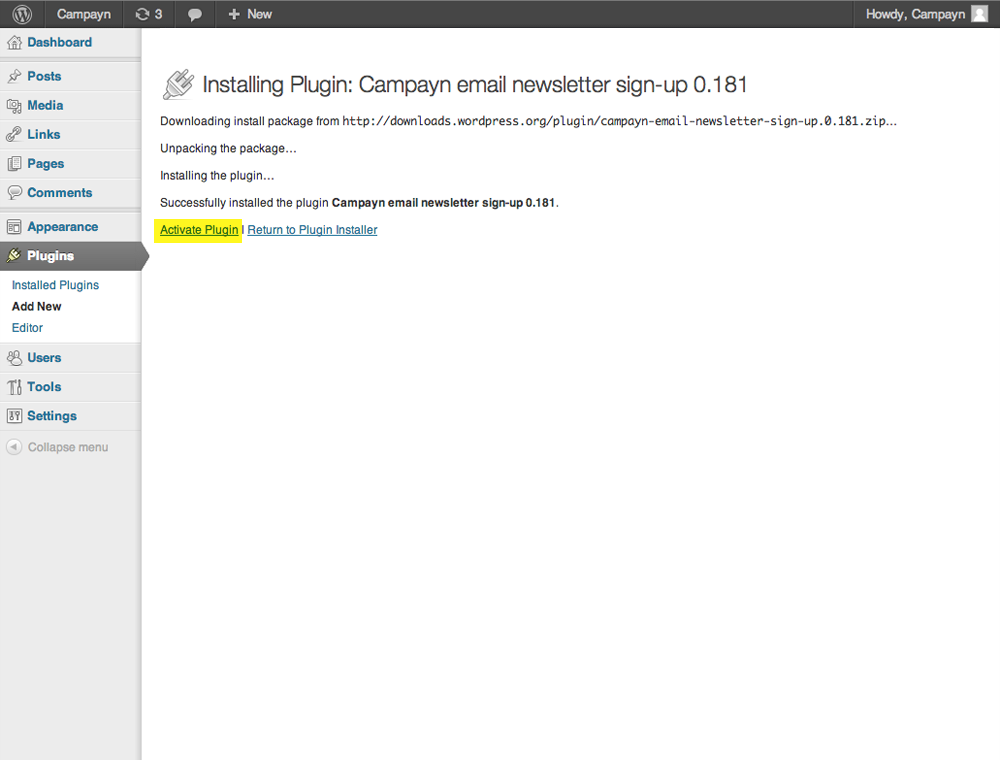 Campayn 3 + New Howdy, Campayn
Dashboard
Posts
Media
Links
Pages
Comments
Appearance
Plugins
Installed Plugins
Add New
Editor
Users
Tools
Settings
Collapse menu
Installing Plugin: Campayn email newsletter sign-up 0.181
Downloading install package from http://downloads.wordpress.org/plugin/campayn-email-newsletter-sign-up.0.181.zip…
Unpacking the package…
Installing the plugin…
Successfully installed the plugin Campayn email newsletter sign-up 0.181.
Activate Plugin | Return to Plugin Installer